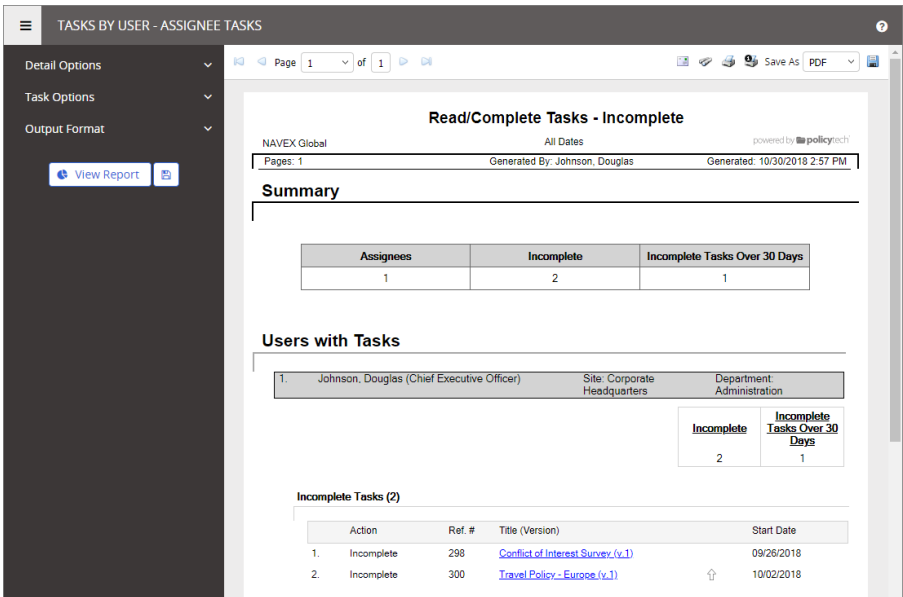 TASKS BY USER - ASSIGNEE TASKS
?
Detail Options
Task Options
Output Format
View Report
Page 1 of 1
Save As PDF
Read/Complete Tasks - Incomplete
NAVEX Global All Dates powered by policytech
Pages: 1 Generated By: Johnson, Douglas Generated: 10/30/2018 2:57 PM
Summary
Assignees Incomplete Incomplete Tasks Over 30 Days
1 2 1
Users with Tasks
1. Johnson, Douglas (Chief Executive Officer) Site: Corporate Department:
Headquarters Administration
Incomplete Incomplete
Tasks Over 30
Days
2 1
Incomplete Tasks (2)
Action Ref. # Title (Version) Start Date
1. Incomplete 298 Conflict of Interest Survey (v.1) 09/26/2018
2. Incomplete 300 Travel Policy - Europe (v.1) 10/02/2018